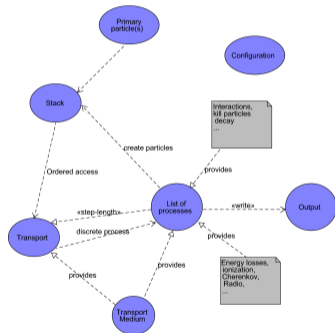 Primary
particle(s)
Configuration
Stack
Interactions,
kill particles
decay
...
create particles
Ordered access
provides
«step-length»
List of
processes
«write»
Output
Transport
discrete process
provides
provides
provides
Energy losses,
ionization,
Cherenkov,
Radio,
...
Transport
Medium